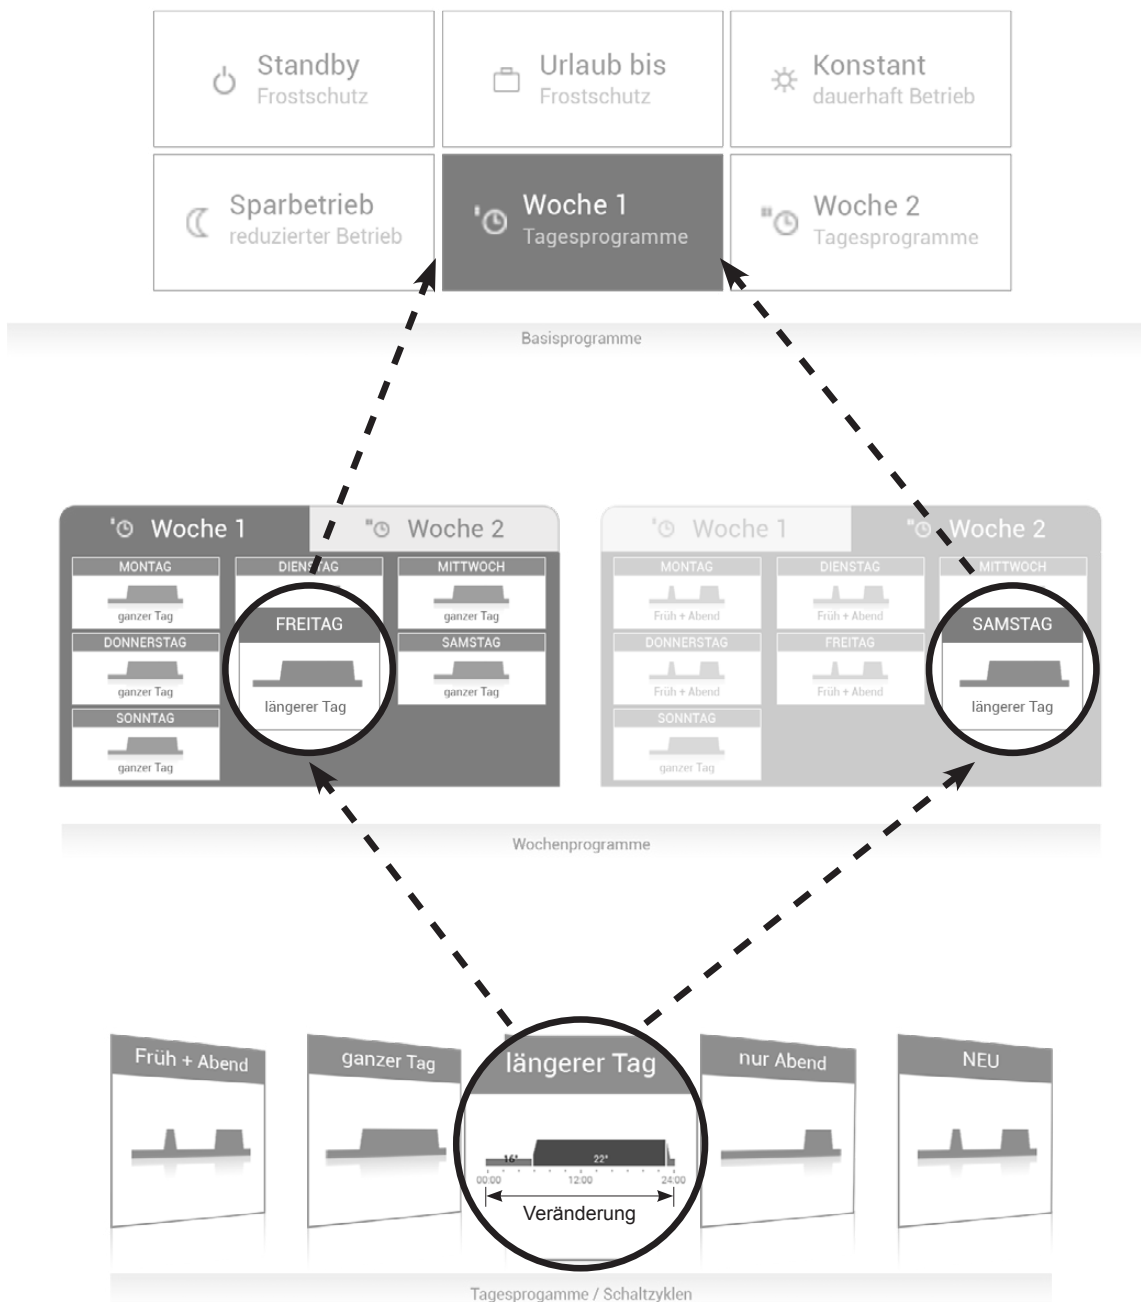 Standby
Frostschutz
Urlaub bis
Frostschutz
Konstant
dauerhaft Betrieb
Sparbetrieb
reduzierter Betrieb
Woche 1
Tagesprogramme
Woche 2
Tagesprogramme
Basisprogramme
Woche 1
Woche 2
MONTAG
ganzer Tag
DIENSTAG
MITTWOCH
ganzer Tag
DONNERSTAG
ganzer Tag
FREITAG
längerer Tag
SAMSTAG
ganzer Tag
SONNTAG
ganzer Tag
Woche 1
Woche 2
MONTAG
Früh + Abend
DIENSTAG
Früh + Abend
MITTWOCH
DONNERSTAG
Früh + Abend
FREITAG
Früh + Abend
SAMSTAG
längerer Tag
SONNTAG
ganzer Tag
Wochenprogramme
Früh + Abend
ganzer Tag
längerer Tag
16°
22°
00:00
12:00
24:00
Veränderung
nur Abend
NEU
Tagesprogamme / Schaltzyklen